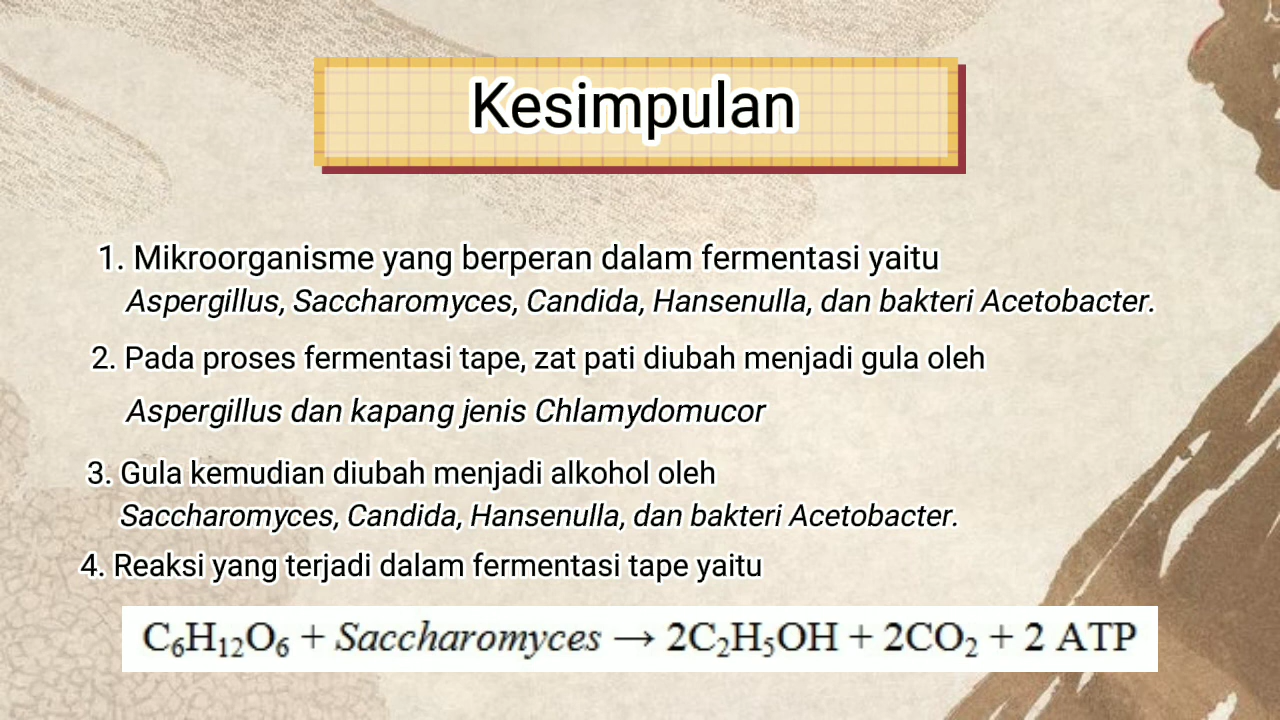 Kesimpulan
1. Mikroorganisme yang berperan dalam fermentasi yaitu
Aspergillus, Saccharomyces, Candida, Hansenulla, dan bakteri Acetobacter.
2. Pada proses fermentasi tape, zat pati diubah menjadi gula oleh
Aspergillus dan kapang jenis Chlamydomucor
3. Gula kemudian diubah menjadi alkohol oleh
Saccharomyces, Candida, Hansenulla, dan bakteri Acetobacter.
4. Reaksi yang terjadi dalam fermentasi tape yaitu
C₆H₁₂O₆ + Saccharomyces → 2C₂H₅OH + 2CO₂ + 2 ATP